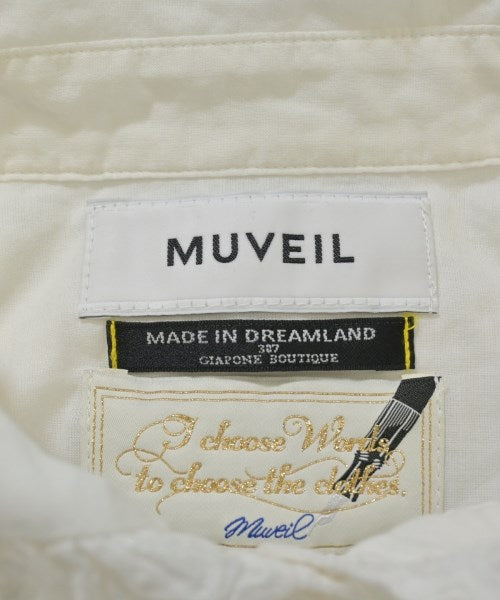 MUVEIL
MADE IN DREAMLAND
387
GIAPONE BOUTIQUE
I choose Words,
to choose the clothes.
Muveil